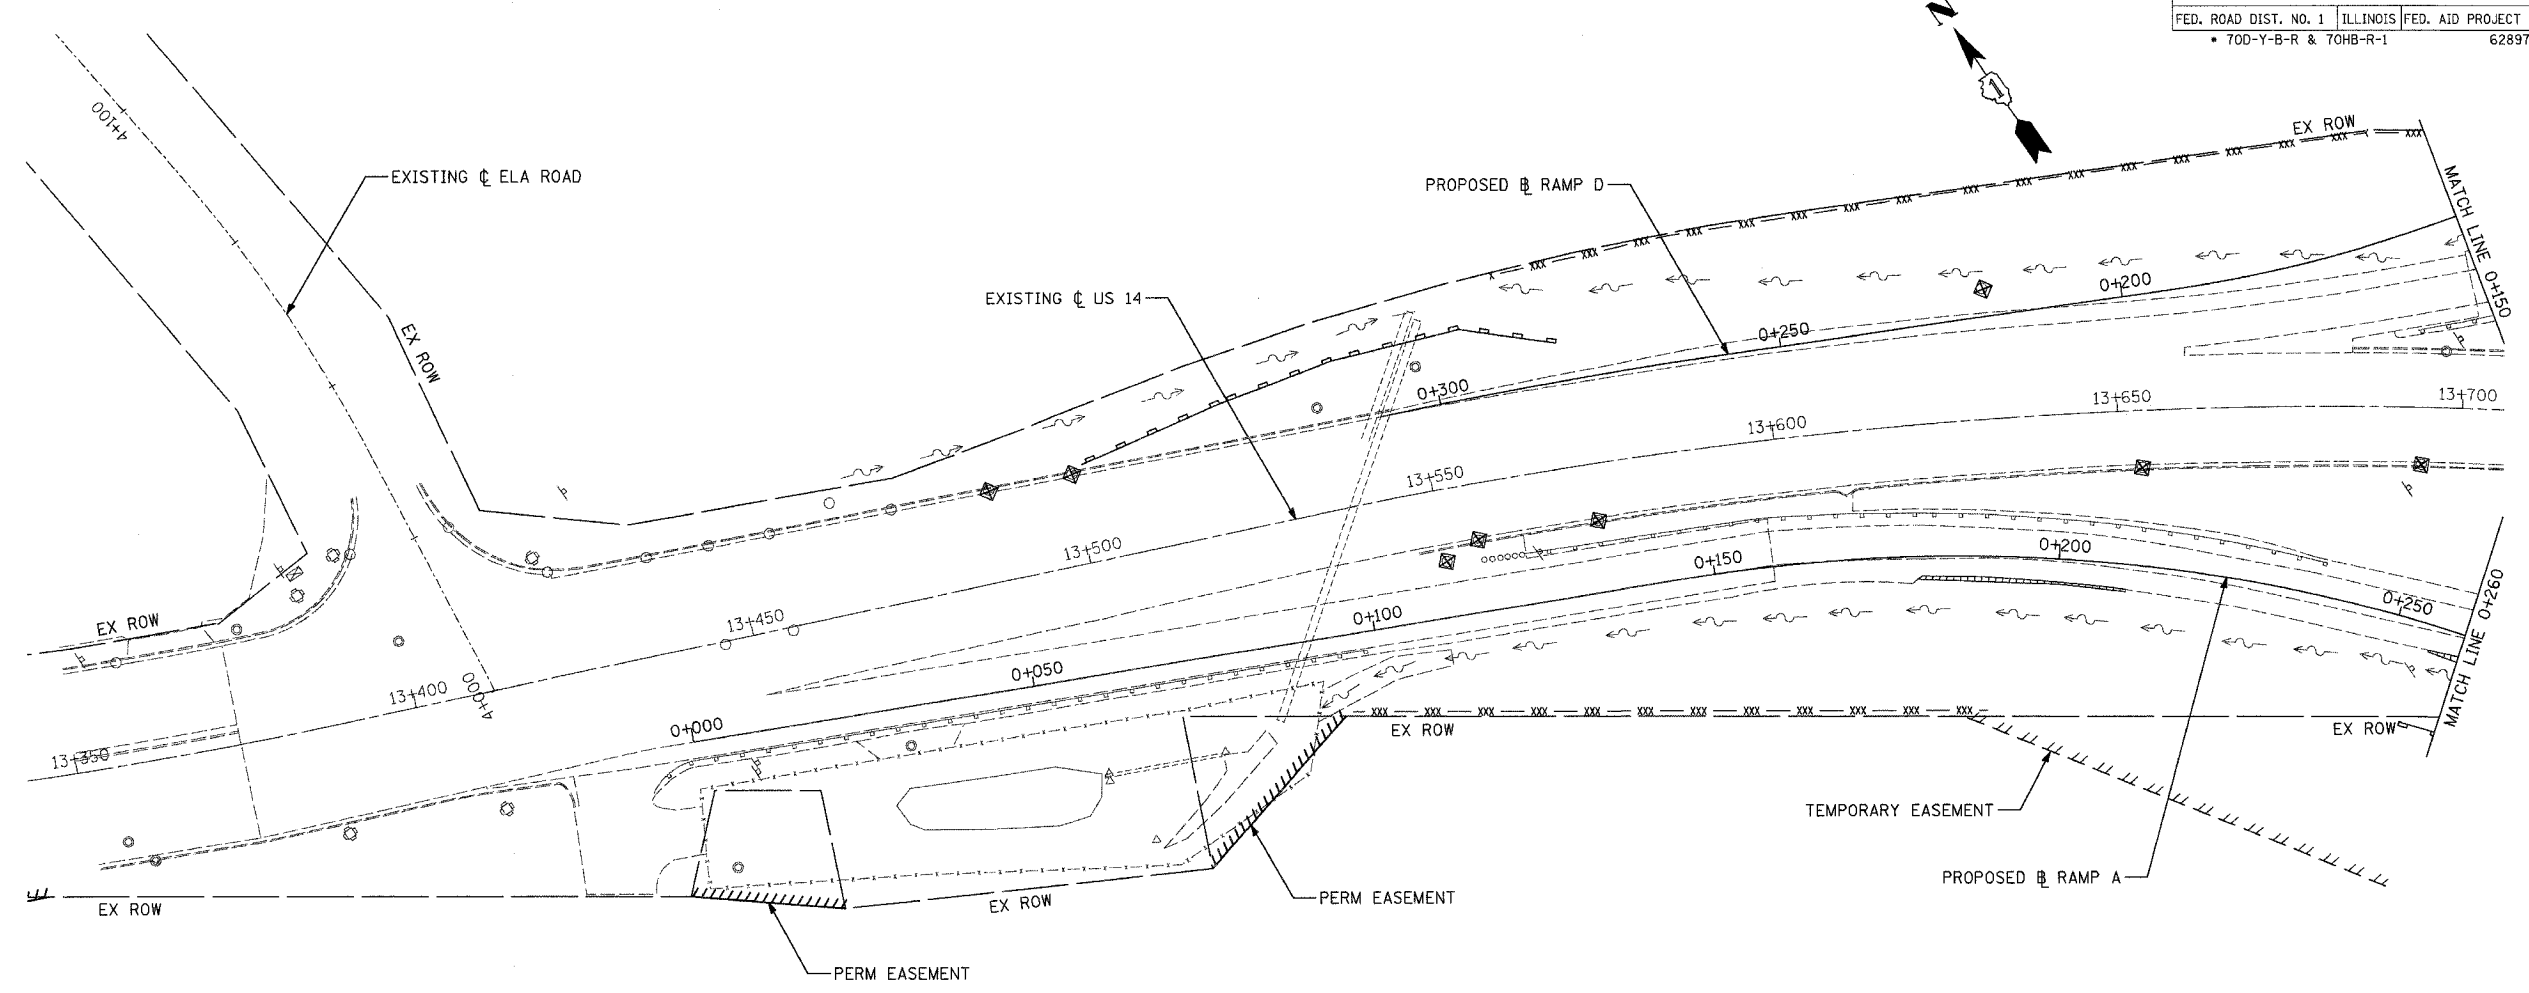 FED. ROAD DIST. NO. 1 ILLINOIS FED. AID PROJECT
* 70D-Y-B-R & 70HB-R-1 62897
N
1
4+100
EXISTING ℄ ELA ROAD
EX ROW
EX ROW
MATCH LINE 0+150
PROPOSED BL RAMP D
EXISTING ℄ US 14
0+200
0+250
0+300
13+700
13+650
13+600
13+550
13+500
13+450
13+400
13+350
4+000
EX ROW
0+000
0+050
0+100
0+150
0+200
0+250
MATCH LINE 0+260
EX ROW
EX ROW
TEMPORARY EASEMENT
PROPOSED BL RAMP A
PERM EASEMENT
EX ROW
EX ROW
PERM EASEMENT